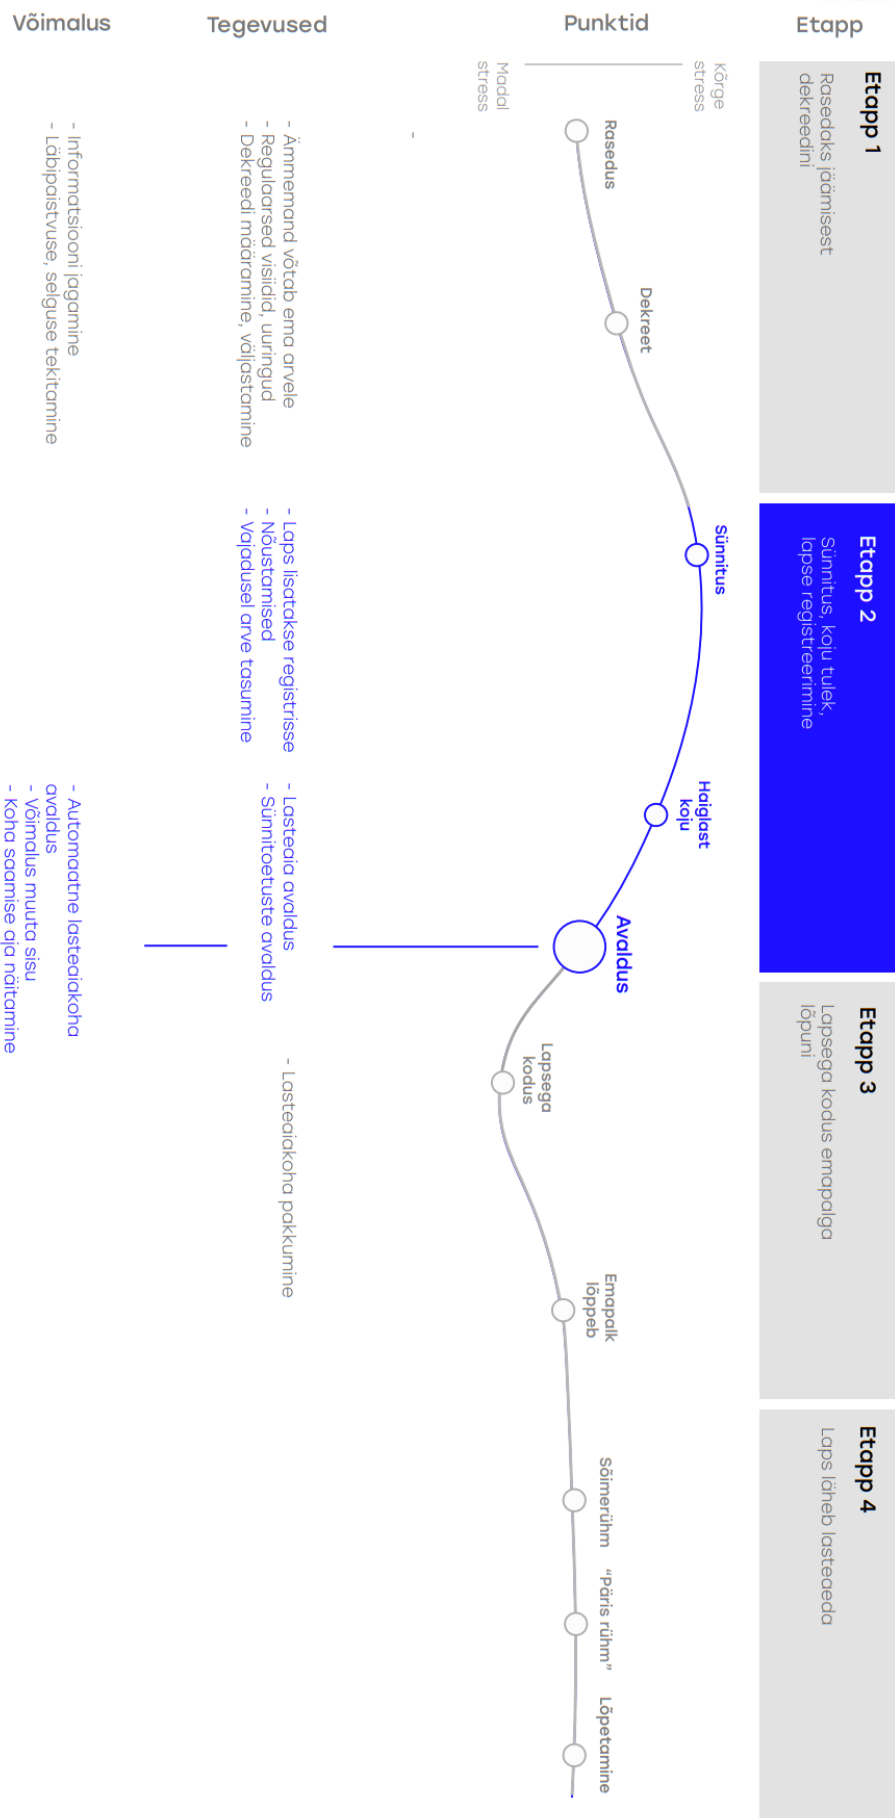 Etapp
Etapp 1
Rasedaks jäämisest
dekreedini
Etapp 2
Sünnitus, koju tulek,
lapse registreerimine
Etapp 3
Lapsega kodus emapalga
lõpuni
Etapp 4
Laps läheb lasteaeda
Punktid
Kõrge
stress
Madal
stress
Rasedus
Dekreet
Sünnitus
Haiglast
koju
Avaldus
Lapsega
kodus
Emapalk
lõppeb
Sõimerühm
“Päris rühm”
Lõpetamine
-
Tegevused
- Ämmemand võtab ema arvele
- Regulaarsed visiidid, uuringud
- Dekreedi määramine, väljastamine
- Laps lisatakse registrisse
- Nõustamised
- Vajadusel arve tasumine
- Lasteaia avaldus
- Sünnitoetuste avaldus
- Lasteaiakoha pakkumine
Võimalus
- Informatsiooni jagamine
- Läbipaistvuse, selguse tekitamine
- Automaatne lasteaiakoha
avaldus
- Võimalus muuta sisu
- Koha saamise aja näitamine